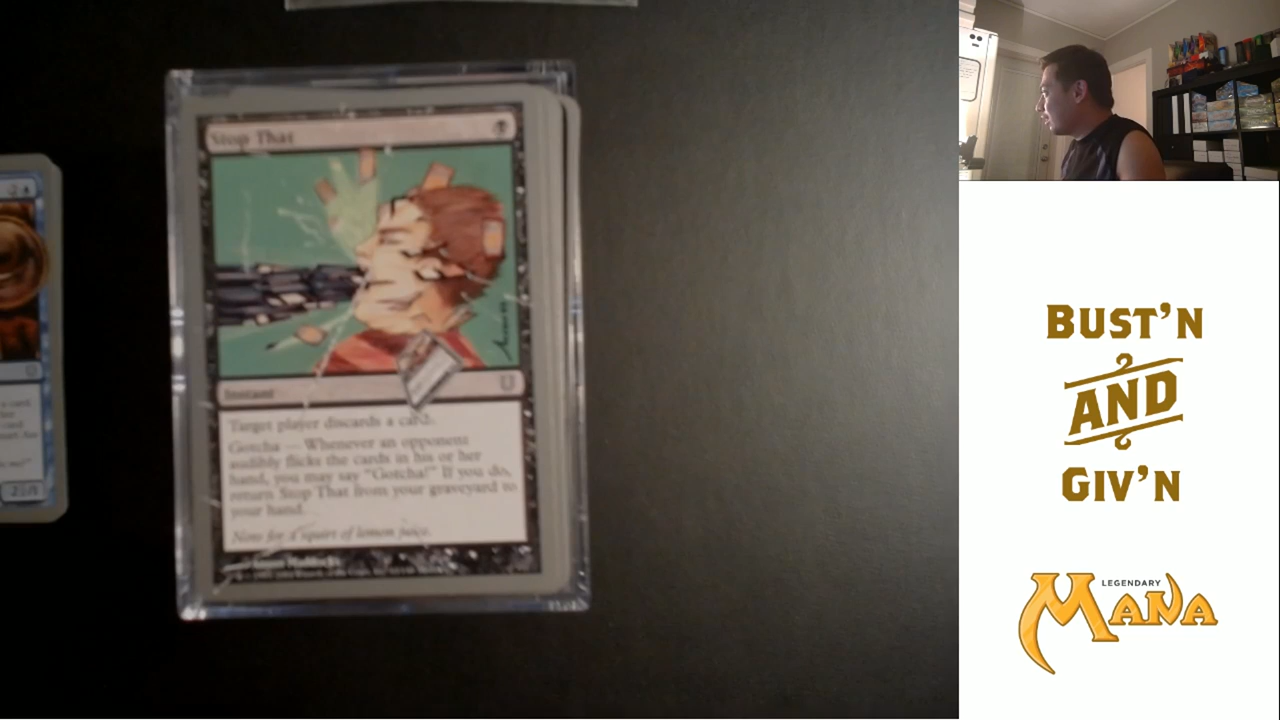 Stop That
Instant
Target player discards a card.
Gotcha — Whenever an opponent
audibly flicks the cards in his or her
hand, you may say "Gotcha!" If you do,
return Stop That from your graveyard to
your hand.
Now for a squirt of lemon juice.
a card.
card
BUST'N
AND
GIV'N
LEGENDARY
MANA